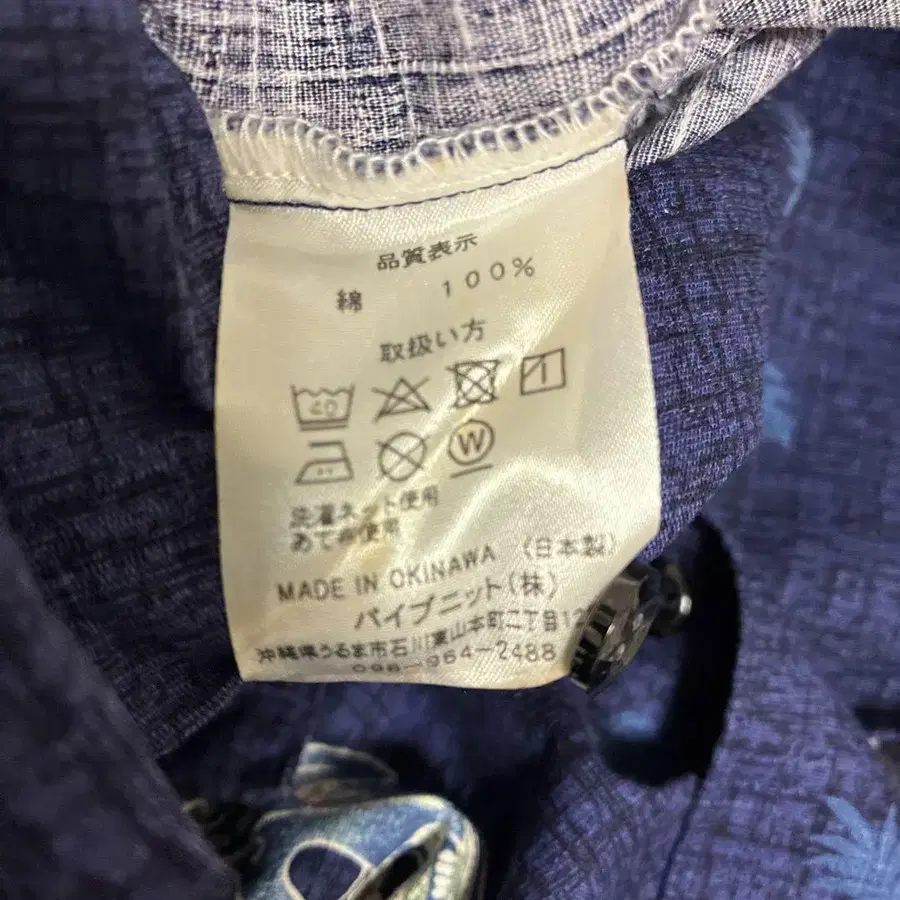 品質表示
綿 100%
取扱い方
40
W
洗濯ネット使用
あて布使用
MADE IN OKINAWA (日本製)
パイプニット(株)
沖縄県うるま市石川東山本町二丁目12
098-964-2488